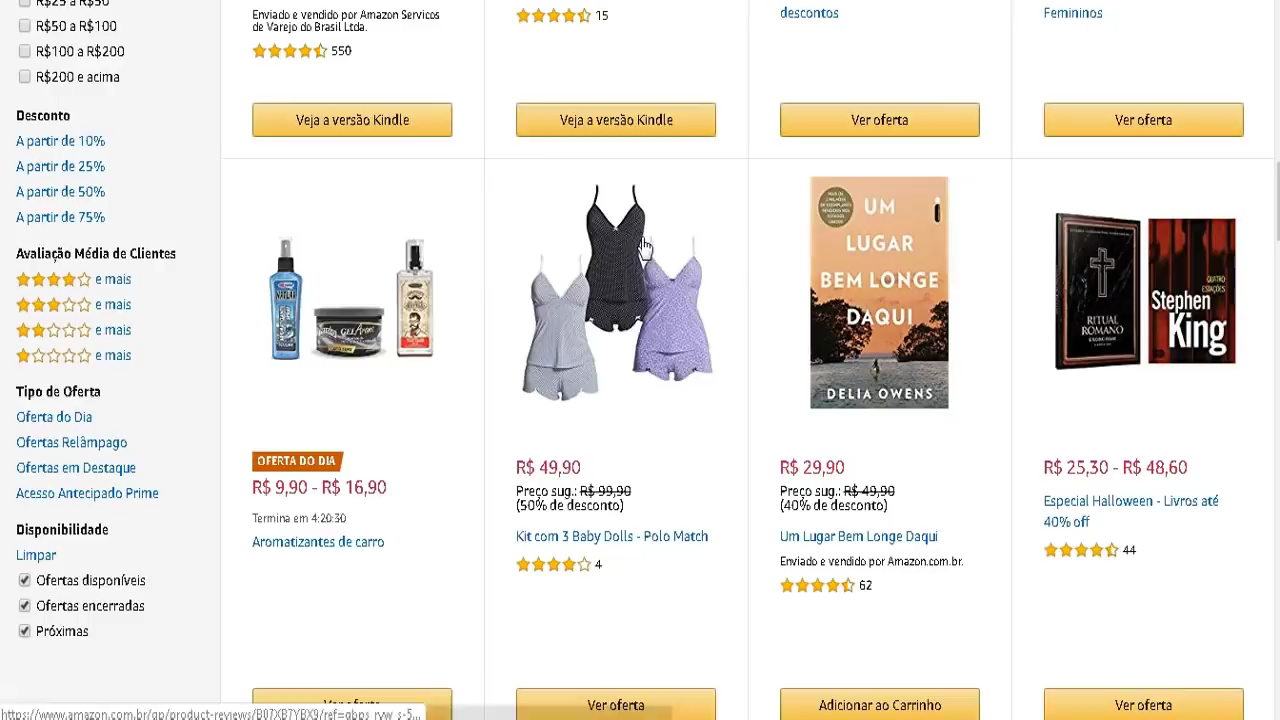 R$25 a R$50
R$50 a R$100
R$100 a R$200
R$200 e acima
Desconto
A partir de 10%
A partir de 25%
A partir de 50%
A partir de 75%
Avaliação Média de Clientes
e mais
e mais
e mais
e mais
Tipo de Oferta
Oferta do Dia
Ofertas Relâmpago
Ofertas em Destaque
Acesso Antecipado Prime
Disponibilidade
Limpar
Ofertas disponíveis
Ofertas encerradas
Próximas
Enviado e vendido por Amazon Servicos
de Varejo do Brasil Ltda.
550
Veja a versão Kindle
15
Veja a versão Kindle
descontos
Ver oferta
Femininos
Ver oferta
OFERTA DO DIA
R$ 9,90 - R$ 16,90
Termina em 4:20:30
Aromatizantes de carro
Ver oferta
R$ 49,90
Preço sug.: R$ 99,90
(50% de desconto)
Kit com 3 Baby Dolls - Polo Match
4
Ver oferta
UM
LUGAR
BEM LONGE
DAQUI
DELIA OWENS
R$ 29,90
Preço sug.: R$ 49,90
(40% de desconto)
Um Lugar Bem Longe Daqui
Enviado e vendido por Amazon.com.br.
62
Adicionar ao Carrinho
RITUAL
ROMANO
QUATRO
ESTAÇÕES
Stephen
King
R$ 25,30 - R$ 48,60
Especial Halloween - Livros até
40% off
44
Ver oferta